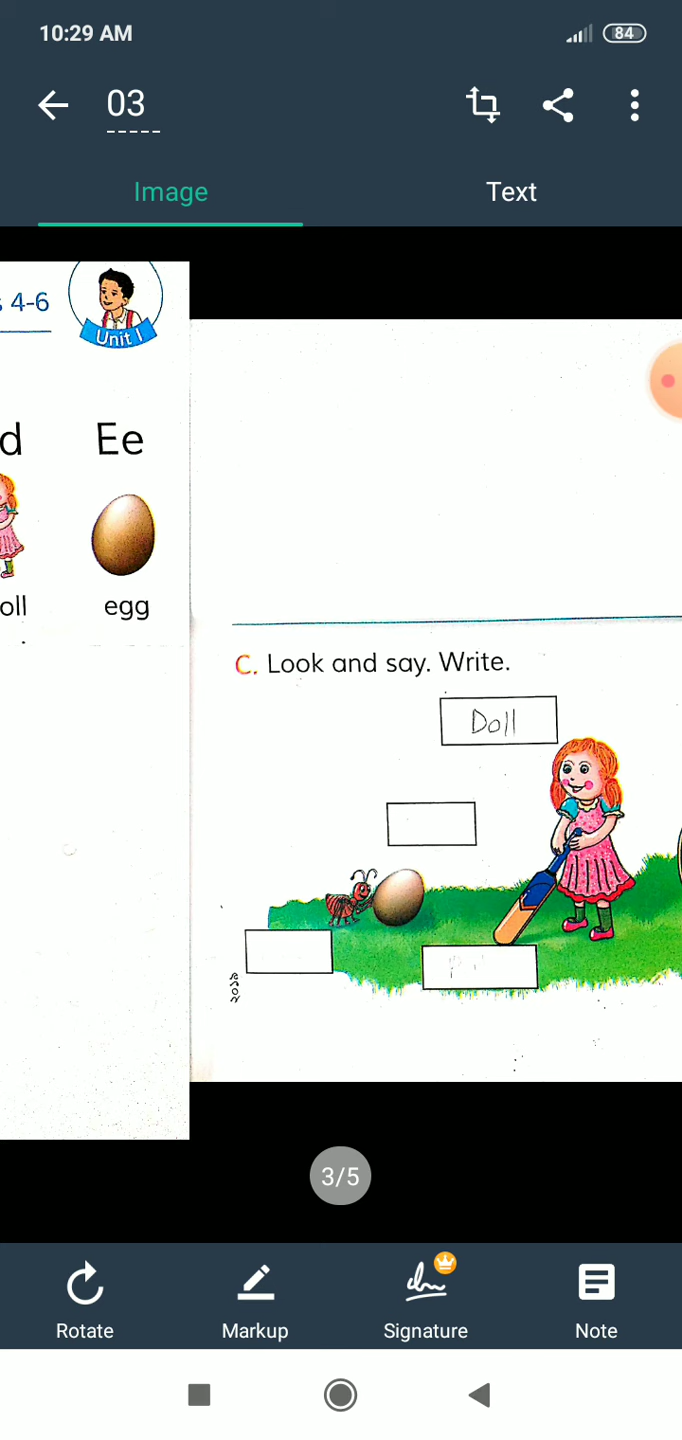 10:29 AM
84
03
Image
Text
4-6
Unit 1
d
Ee
oll
egg
C. Look and say. Write.
Doll
3/5
Rotate
Markup
Signature
Note